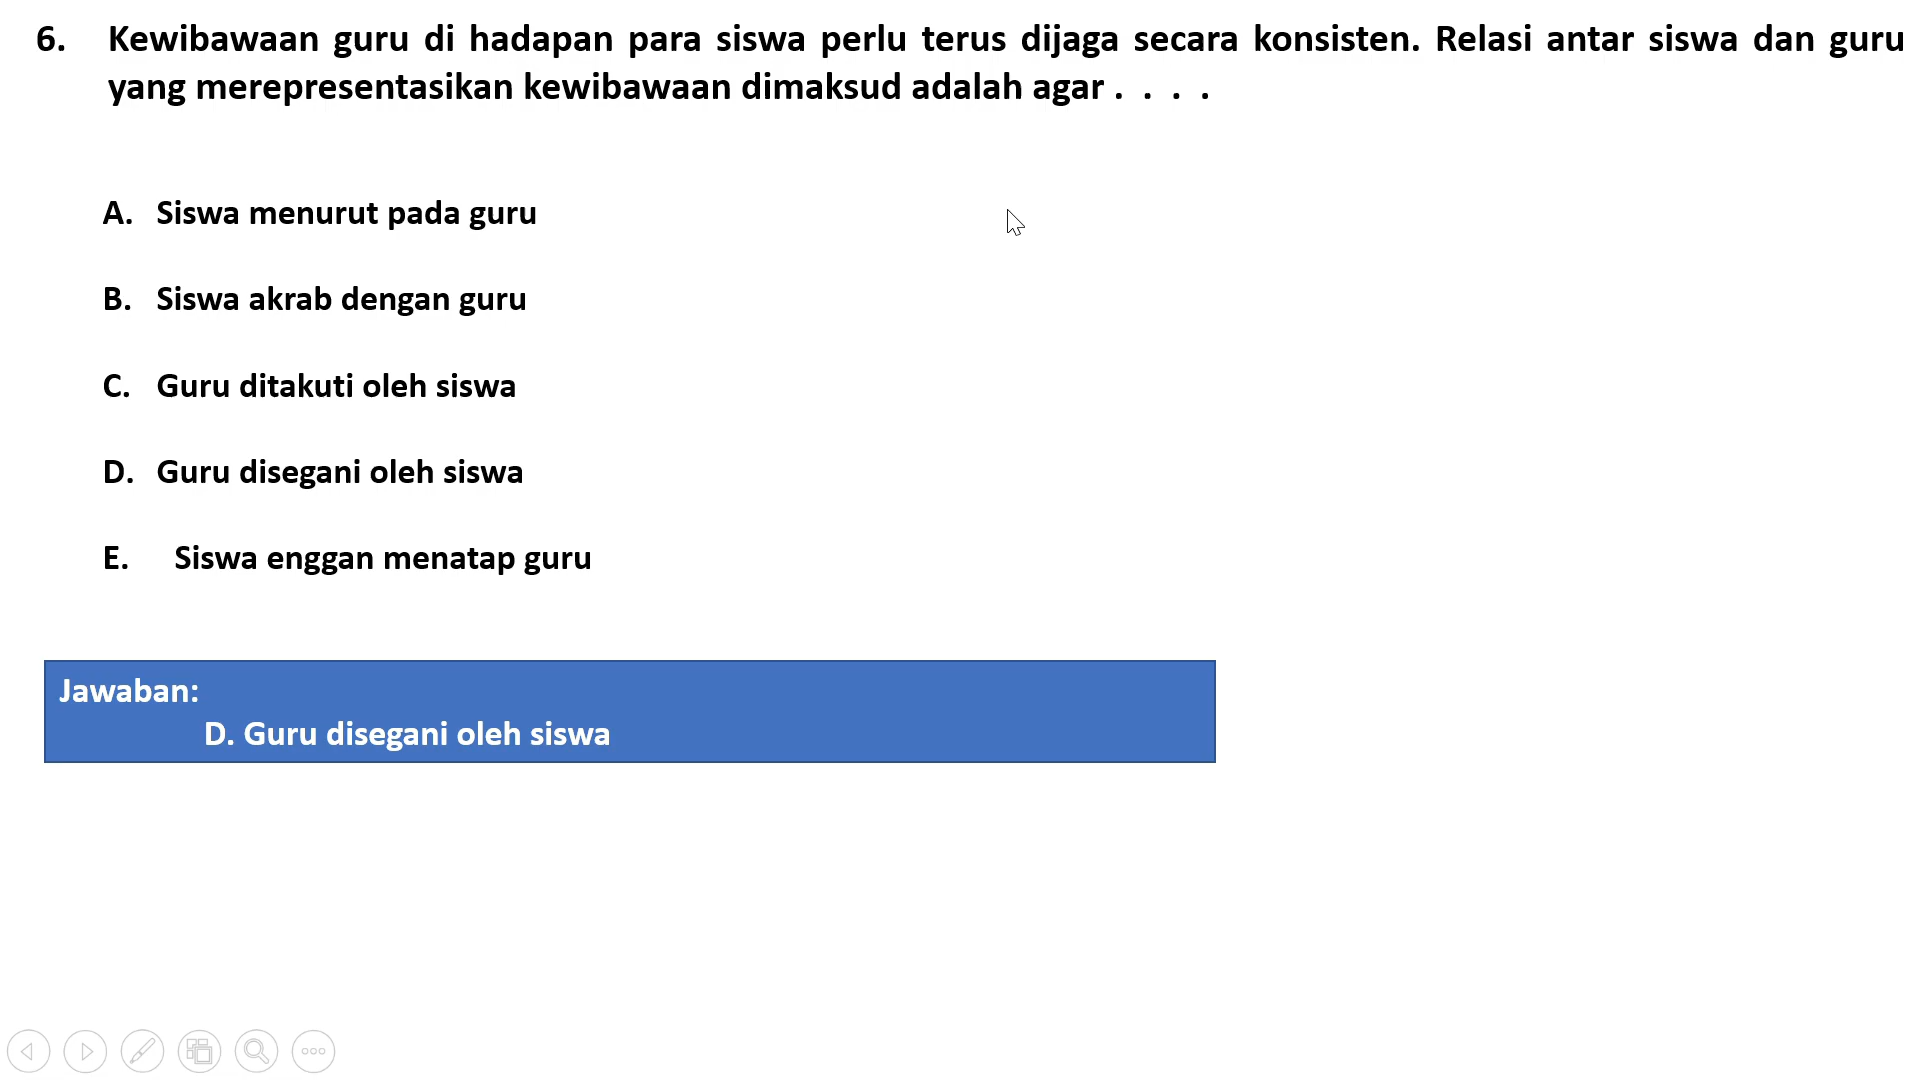 6. Kewibawaan guru di hadapan para siswa perlu terus dijaga secara konsisten. Relasi antar siswa dan guru
yang merepresentasikan kewibawaan dimaksud adalah agar . . . .
A. Siswa menurut pada guru
B. Siswa akrab dengan guru
C. Guru ditakuti oleh siswa
D. Guru disegani oleh siswa
E. Siswa enggan menatap guru
Jawaban:
D. Guru disegani oleh siswa